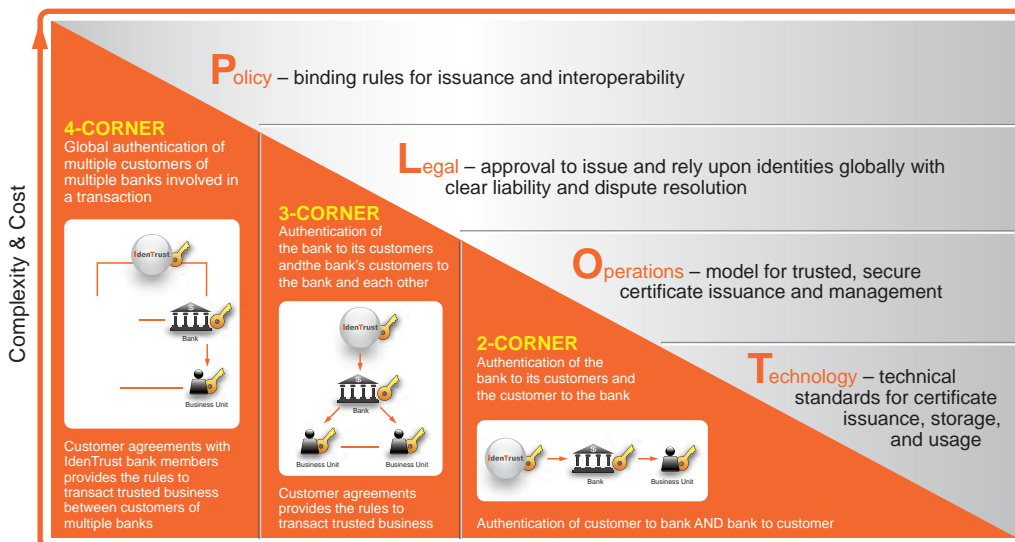 Complexity & Cost
Policy – binding rules for issuance and interoperability
Legal – approval to issue and rely upon identities globally with
clear liability and dispute resolution
Operations – model for trusted, secure
certificate issuance and management
Technology – technical
standards for certificate
issuance, storage,
and usage
4-CORNER
Global authentication of
multiple customers of
multiple banks involved in
a transaction
IdenTrust
$
Bank
Business Unit
Customer agreements with
IdenTrust bank members
provides the rules to
transact trusted business
between customers of
multiple banks
3-CORNER
Authentication of
the bank to its customers
andthe bank's customers to
the bank and each other
IdenTrust
$
Bank
Business Unit
Business Unit
Customer agreements
provides the rules to
transact trusted business
2-CORNER
Authentication of the
bank to its customers and
the customer to the bank
IdenTrust
$
Bank
Business Unit
Authentication of customer to bank AND bank to customer